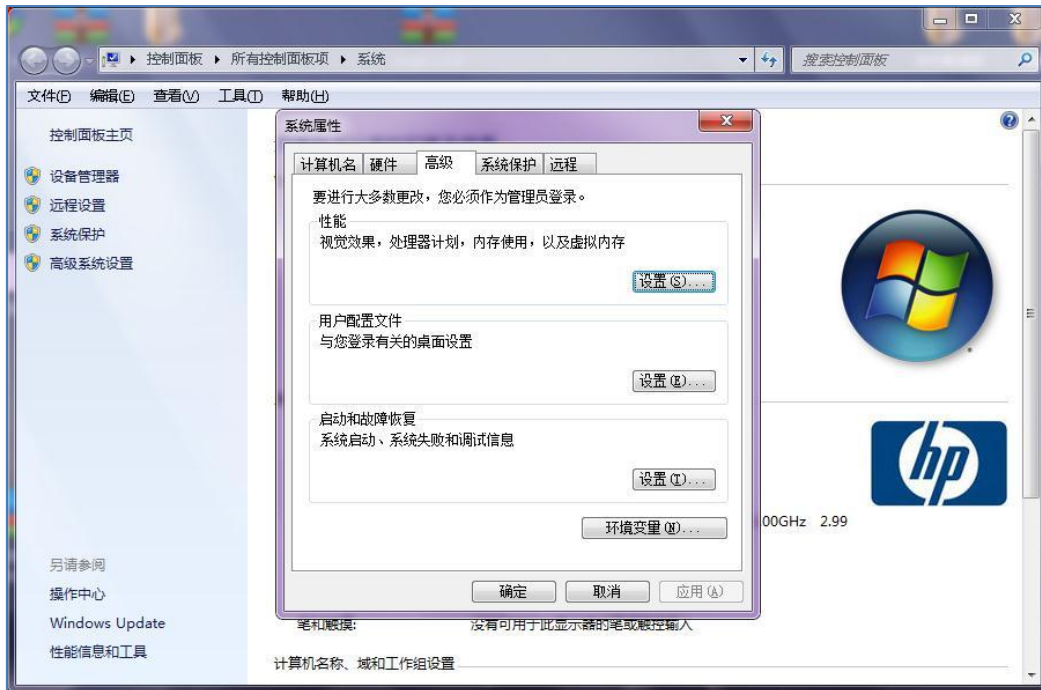 控制面板 ▸ 所有控制面板项 ▸ 系统
搜索控制面板
文件(F) 编辑(E) 查看(V) 工具(T) 帮助(H)
控制面板主页
设备管理器
远程设置
系统保护
高级系统设置
另请参阅
操作中心
Windows Update
性能信息和工具
系统属性
计算机名 硬件 高级 系统保护 远程
要进行大多数更改，您必须作为管理员登录。
性能
视觉效果，处理器计划，内存使用，以及虚拟内存
设置(S)...
用户配置文件
与您登录有关的桌面设置
设置(E)...
启动和故障恢复
系统启动、系统失败和调试信息
设置(T)...
环境变量(N)...
确定 取消 应用(A)
hp
.00GHz 2.99
笔和触摸: 没有可用于此显示器的笔或触控输入
计算机名称、域和工作组设置